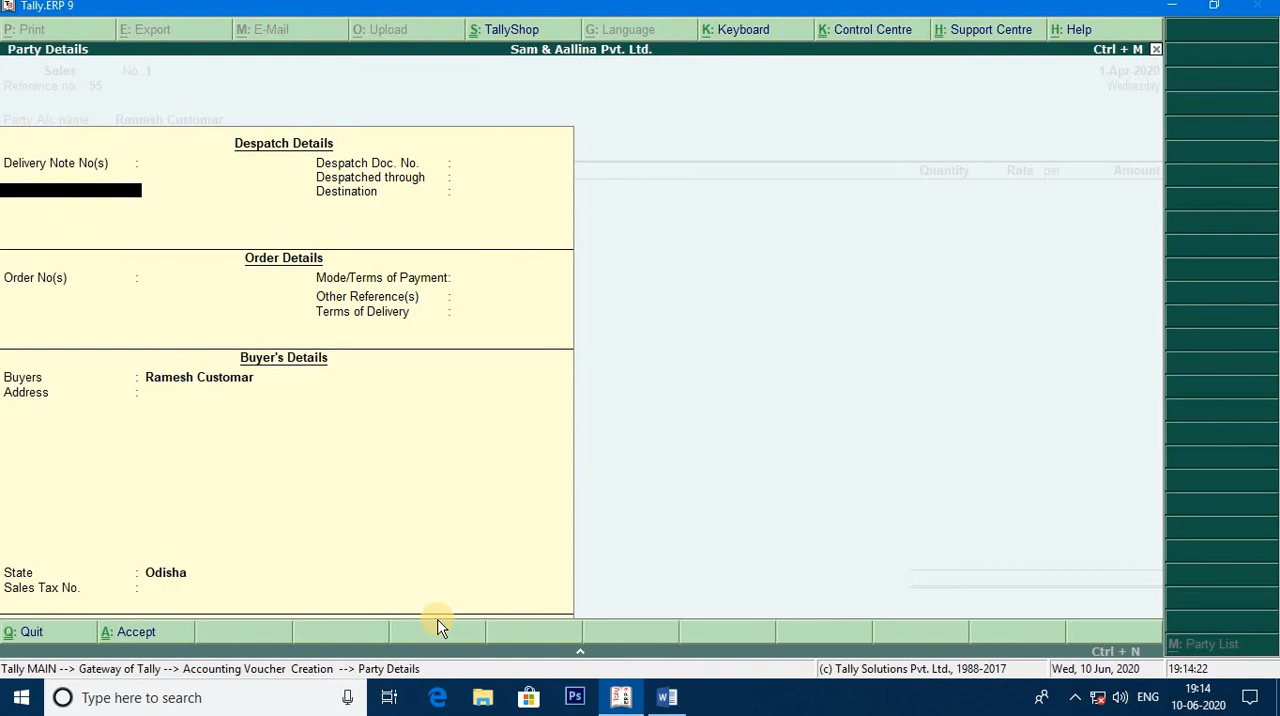 Tally.ERP 9
P: Print E: Export M: E-Mail O: Upload S: TallyShop G: Language K: Keyboard K: Control Centre H: Support Centre H: Help
Party Details Sam & Aallina Pvt. Ltd. Ctrl + M
Sales No. 1 1-Apr-2020
Reference no: 55 Wednesday
Party A/c name Ramesh Customar
Despatch Details
Delivery Note No(s) : Despatch Doc. No. :
Quantity Rate per Amount
Despatched through :
Destination :
Order Details
Order No(s) : Mode/Terms of Payment:
Other Reference(s) :
Terms of Delivery :
Buyer's Details
Buyers : Ramesh Customar
Address :
State : Odisha
Sales Tax No. :
Q: Quit A: Accept
M: Party List
Ctrl + N
Tally MAIN --> Gateway of Tally --> Accounting Voucher Creation --> Party Details (c) Tally Solutions Pvt. Ltd., 1988-2017 Wed, 10 Jun, 2020 19:14:22
Type here to search Ps ENG 19:14
10-06-2020